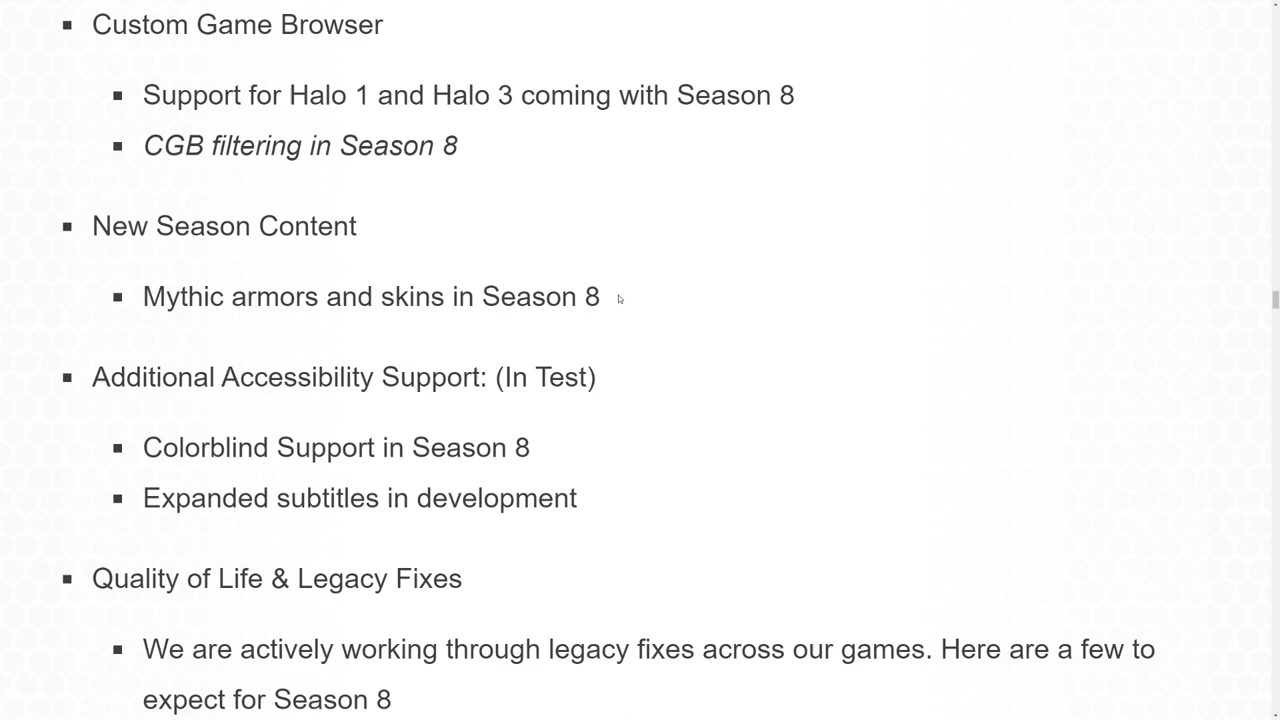 Custom Game Browser
Support for Halo 1 and Halo 3 coming with Season 8
CGB filtering in Season 8
New Season Content
Mythic armors and skins in Season 8
Additional Accessibility Support: (In Test)
Colorblind Support in Season 8
Expanded subtitles in development
Quality of Life & Legacy Fixes
We are actively working through legacy fixes across our games. Here are a few to
expect for Season 8